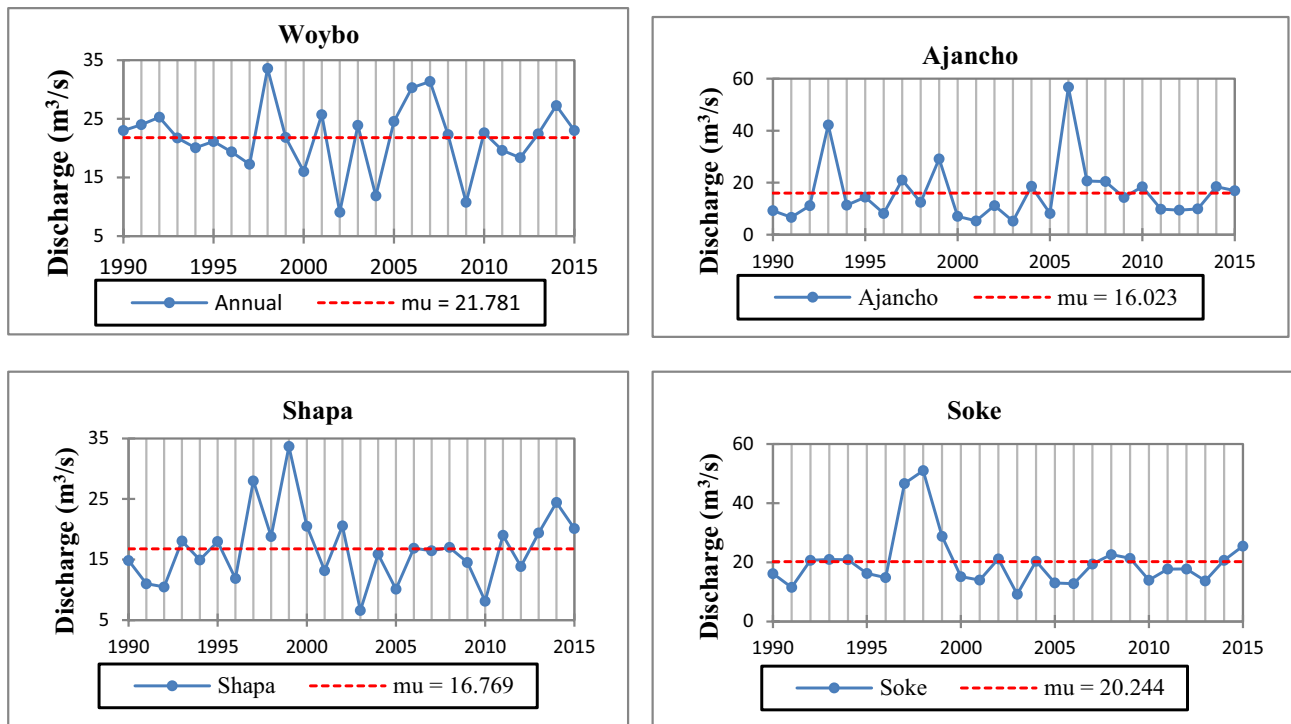 Woybo
Discharge (m³/s)
35
25
15
5
1990 1995 2000 2005 2010 2015
Annual mu = 21.781
Ajancho
Discharge (m³/s)
60
40
20
0
1990 1995 2000 2005 2010 2015
Ajancho mu = 16.023
Shapa
Discharge (m³/s)
35
25
15
5
1990 1995 2000 2005 2010 2015
Shapa mu = 16.769
Soke
Discharge (m³/s)
60
40
20
0
1990 1995 2000 2005 2010 2015
Soke mu = 20.244